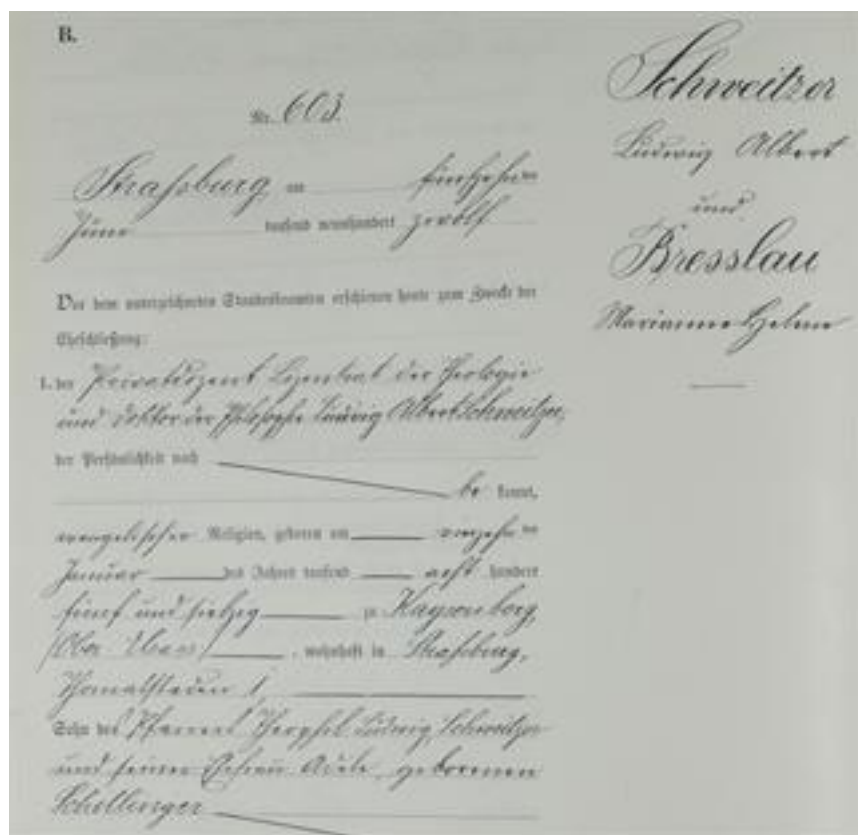 B.
Nr. 603.
Straßburg, am fünfzehnten
Juni tausend neunhundert zwölf
Vor dem unterzeichneten Standesbeamten erschienen heute zum Zwecke der
Eheschließung:
1. der Privatdozent Lizentiat der Theologie
und Doktor der Philosophie Ludwig Albert Schweitzer,
der Persönlichkeit nach
be kannt,
evangelischer Religion, geboren am vierzehnten
Januar des Jahres tausend acht hundert
fünf und siebzig zu Kaysersberg,
(Ober Elsass), wohnhaft in Straßburg,
1,
Sohn des Pfarrers Ludwig Schweitzer
und seiner Ehefrau Adele, geborenen
Schillinger
Schweitzer
Ludwig Albert
und
Bresslau
Marianne Helene